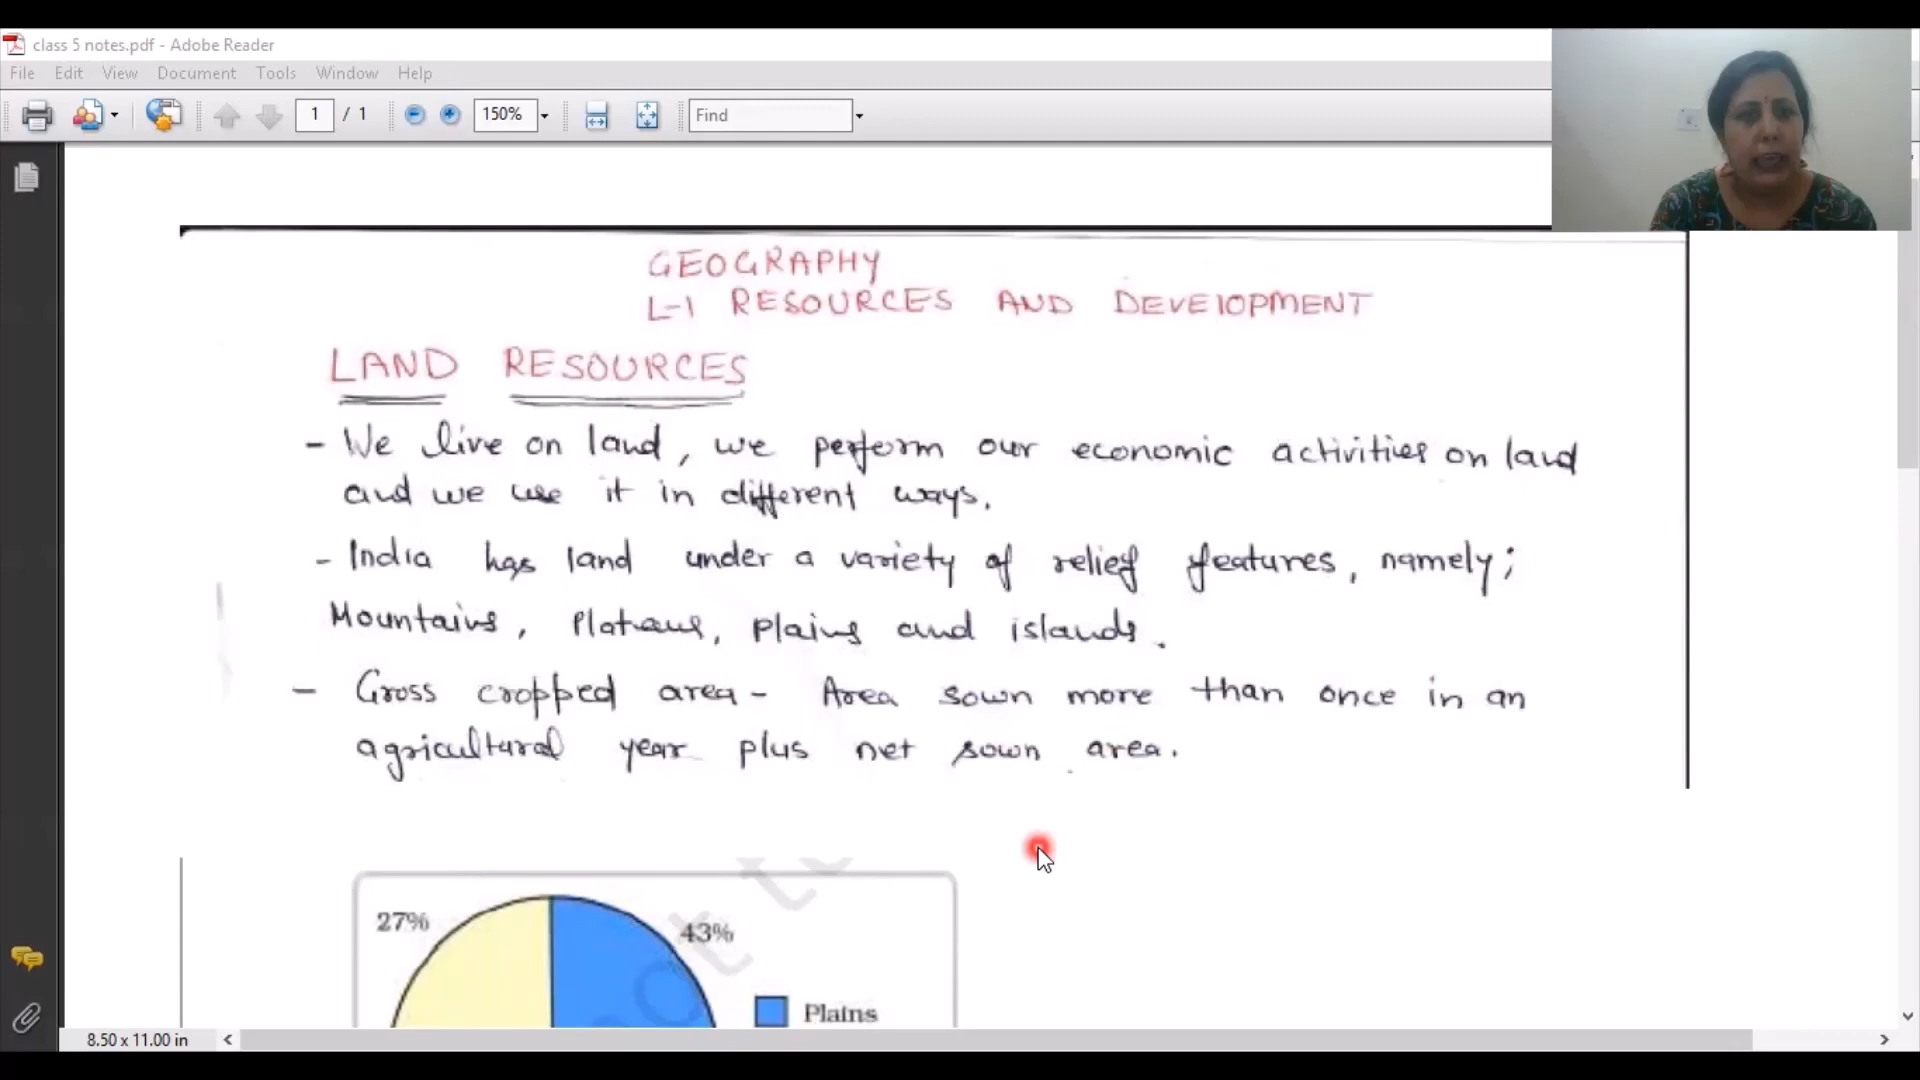 class 5 notes.pdf - Adobe Reader
File Edit View Document Tools Window Help
1 / 1 150% Find
GEOGRAPHY
L-1 RESOURCES AND DEVElOPMENT
LAND RESOURCES
- We live on land, we perform our economic activities on land
and we use it in different ways.
- India has land under a variety of relief features, namely;
Mountains, Plateaus, plains and islands.
- Gross cropped area - Area sown more than once in an
agricultural year plus net sown area.
27%
43%
Plains
8.50 x 11.00 in